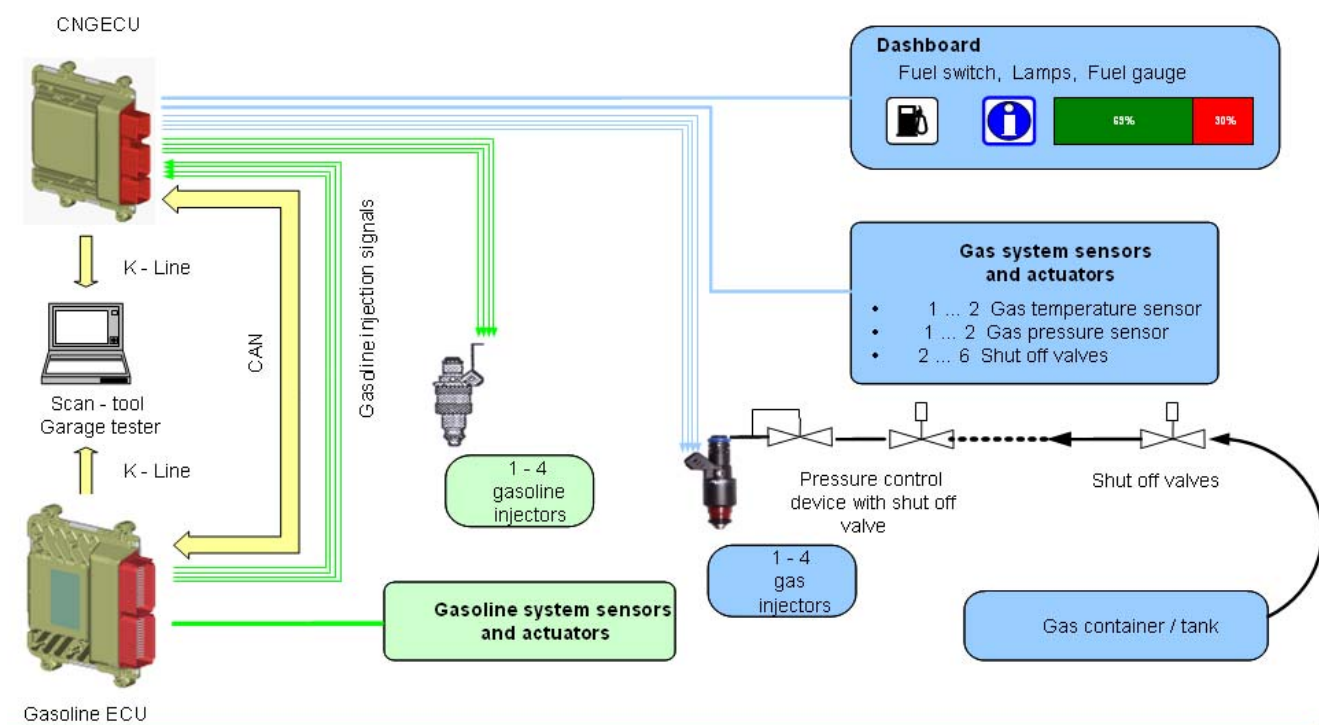 CNGECU
Dashboard
Fuel switch, Lamps, Fuel gauge
69% 30%
K - Line
Scan - tool
Garage tester
K - Line
CAN
Gasoline injection signals
Gas system sensors
and actuators
• 1 ... 2 Gas temperature sensor
• 1 ... 2 Gas pressure sensor
• 2 ... 6 Shut off valves
1 - 4
gasoline
injectors
Pressure control
device with shut off
valve
Shut off valves
1 - 4
gas
injectors
Gasoline system sensors
and actuators
Gas container / tank
Gasoline ECU